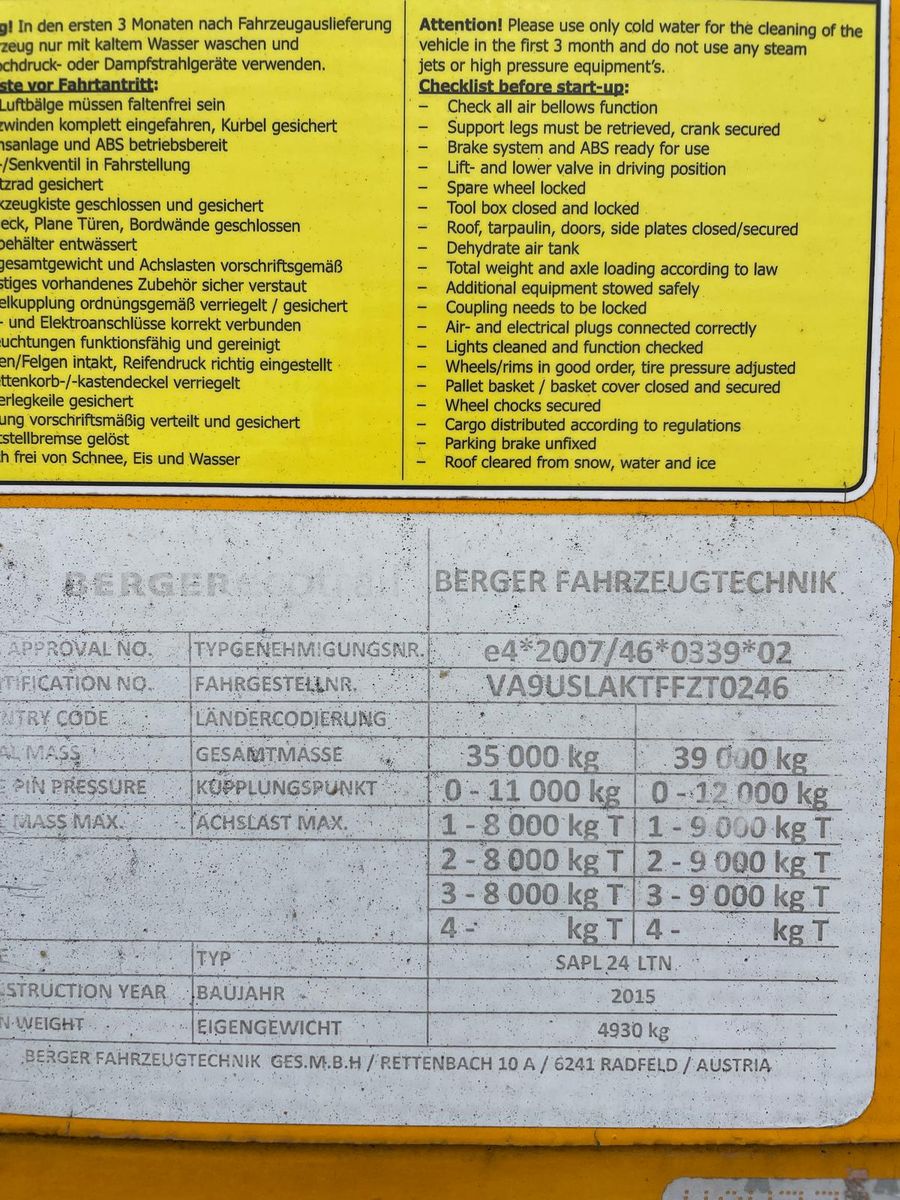 g! In den ersten 3 Monaten nach Fahrzeugauslieferung
rzeug nur mit kaltem Wasser waschen und
ochdruck- oder Dampfstrahlgeräte verwenden.
ste vor Fahrtantritt:
Luftbälge müssen faltenfrei sein
zwinden komplett eingefahren, Kurbel gesichert
nsanlage und ABS betriebsbereit
-/Senkventil in Fahrstellung
tzrad gesichert
kzeugkiste geschlossen und gesichert
eck, Plane Türen, Bordwände geschlossen
behälter entwässert
gesamtgewicht und Achslasten vorschriftsgemäß
stiges vorhandenes Zubehör sicher verstaut
elkupplung ordnungsgemäß verriegelt / gesichert
- und Elektroanschlüsse korrekt verbunden
euchtungen funktionsfähig und gereinigt
en/Felgen intakt, Reifendruck richtig eingestellt
ettenkorb-/-kastendeckel verriegelt
erlegkeile gesichert
ung vorschriftsmäßig verteilt und gesichert
tstellbremse gelöst
h frei von Schnee, Eis und Wasser
Attention! Please use only cold water for the cleaning of the
vehicle in the first 3 month and do not use any steam
jets or high pressure equipment's.
Checklist before start-up:
– Check all air bellows function
– Support legs must be retrieved, crank secured
– Brake system and ABS ready for use
– Lift- and lower valve in driving position
– Spare wheel locked
– Tool box closed and locked
– Roof, tarpaulin, doors, side plates closed/secured
– Dehydrate air tank
– Total weight and axle loading according to law
– Additional equipment stowed safely
– Coupling needs to be locked
– Air- and electrical plugs connected correctly
– Lights cleaned and function checked
– Wheels/rims in good order, tire pressure adjusted
– Pallet basket / basket cover closed and secured
– Wheel chocks secured
– Cargo distributed according to regulations
– Parking brake unfixed
– Roof cleared from snow, water and ice
BERGER BERGER FAHRZEUGTECHNIK
APPROVAL NO. TYPGENEHMIGUNGSNR. e4*2007/46*0339*02
TIFICATION NO. FAHRGESTELLNR. VA9USLAKTFFZT0246
NTRY CODE LÄNDERCODIERUNG
AL MASS GESAMTMASSE 35 000 kg 39 000 kg
PIN PRESSURE KUPPLUNGSPUNKT 0 - 11 000 kg 0 - 12 000 kg
MASS MAX. ACHSLAST MAX. 1 - 8 000 kg T 1 - 9 000 kg T
2 - 8 000 kg T 2 - 9 000 kg T
3 - 8 000 kg T 3 - 9 000 kg T
4 - kg T 4 - kg T
E TYP SAPL 24 LTN
STRUCTION YEAR BAUJAHR 2015
N WEIGHT EIGENGEWICHT 4930 kg
BERGER FAHRZEUGTECHNIK GES.M.B.H / RETTENBACH 10 A / 6241 RADFELD / AUSTRIA